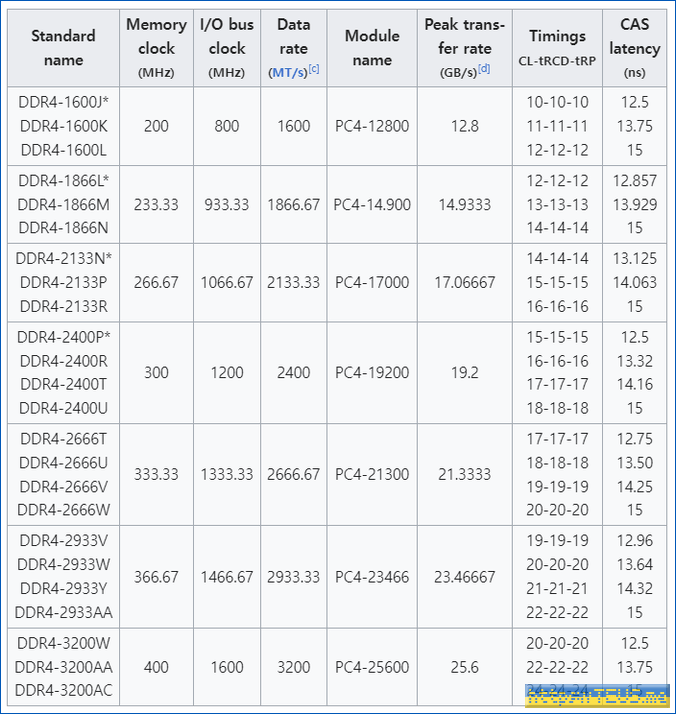 Standard name
Memory clock (MHz)
I/O bus clock (MHz)
Data rate (MT/s)[c]
Module name
Peak trans-fer rate (GB/s)[d]
Timings CL-tRCD-tRP
CAS latency (ns)
DDR4-1600J* 10-10-10 12.5
DDR4-1600K 200 800 1600 PC4-12800 12.8 11-11-11 13.75
DDR4-1600L 12-12-12 15
DDR4-1866L* 12-12-12 12.857
DDR4-1866M 233.33 933.33 1866.67 PC4-14.900 14.9333 13-13-13 13.929
DDR4-1866N 14-14-14 15
DDR4-2133N* 14-14-14 13.125
DDR4-2133P 266.67 1066.67 2133.33 PC4-17000 17.06667 15-15-15 14.063
DDR4-2133R 16-16-16 15
DDR4-2400P* 15-15-15 12.5
DDR4-2400R 16-16-16 13.32
300 1200 2400 PC4-19200 19.2
DDR4-2400T 17-17-17 14.16
DDR4-2400U 18-18-18 15
DDR4-2666T 17-17-17 12.75
DDR4-2666U 18-18-18 13.50
333.33 1333.33 2666.67 PC4-21300 21.3333
DDR4-2666V 19-19-19 14.25
DDR4-2666W 20-20-20 15
DDR4-2933V 19-19-19 12.96
DDR4-2933W 20-20-20 13.64
366.67 1466.67 2933.33 PC4-23466 23.46667
DDR4-2933Y 21-21-21 14.32
DDR4-2933AA 22-22-22 15
DDR4-3200W 20-20-20 12.5
DDR4-3200AA 400 1600 3200 PC4-25600 25.6 22-22-22 13.75
DDR4-3200AC